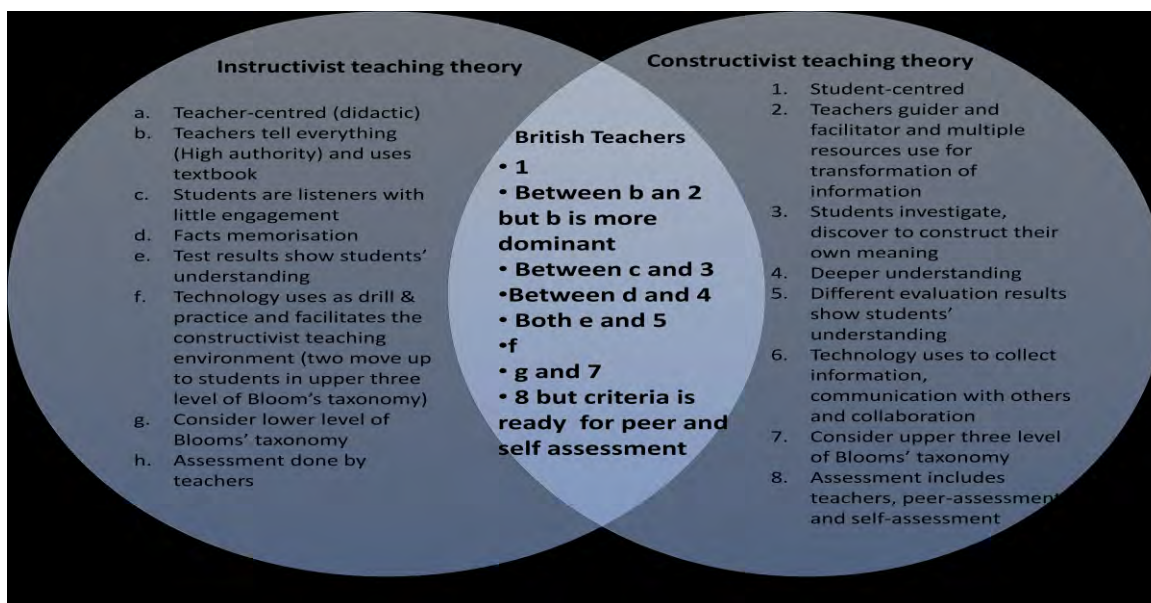 Instructivist teaching theory
a. Teacher-centred (didactic)
b. Teachers tell everything
(High authority) and uses
textbook
c. Students are listeners with
little engagement
d. Facts memorisation
e. Test results show students'
understanding
f. Technology uses as drill &
practice and facilitates the
constructivist teaching
environment (two move up
to students in upper three
level of Bloom's taxonomy)
g. Consider lower level of
Blooms' taxonomy
h. Assessment done by
teachers
British Teachers
• 1
• Between b an 2
but b is more
dominant
• Between c and 3
•Between d and 4
• Both e and 5
•f
• g and 7
• 8 but criteria is
ready for peer and
self assessment
Constructivist teaching theory
1. Student-centred
2. Teachers guider and
facilitator and multiple
resources use for
transformation of
information
3. Students investigate,
discover to construct their
own meaning
4. Deeper understanding
5. Different evaluation results
show students'
understanding
6. Technology uses to collect
information,
communication with others
and collaboration
7. Consider upper three level
of Blooms' taxonomy
8. Assessment includes
teachers, peer-assessment
and self-assessment